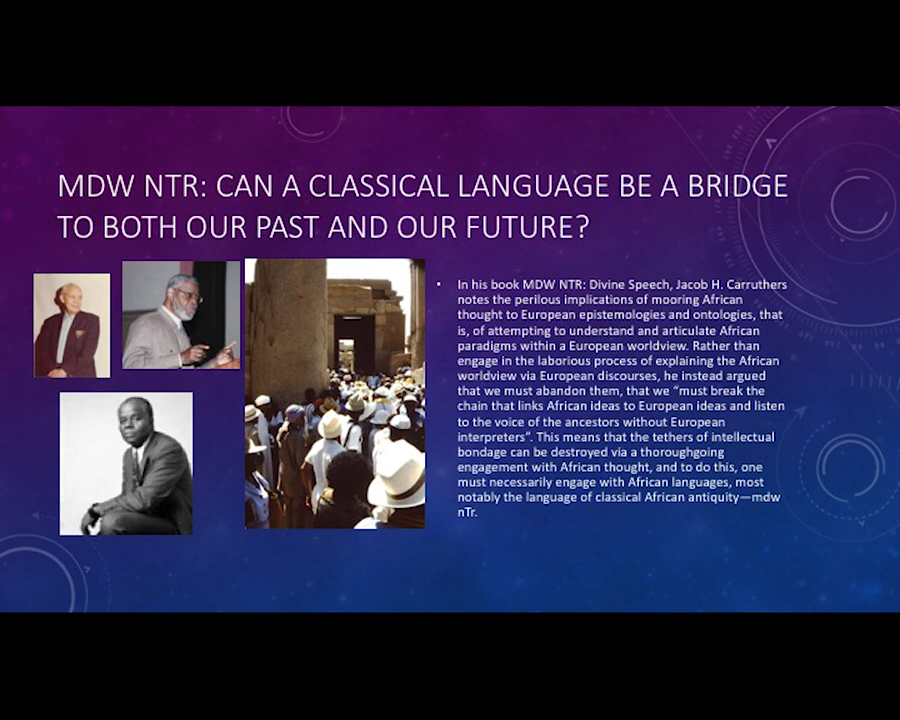 MDW NTR: CAN A CLASSICAL LANGUAGE BE A BRIDGE
TO BOTH OUR PAST AND OUR FUTURE?
• In his book MDW NTR: Divine Speech, Jacob H. Carruthers
notes the perilous implications of mooring African
thought to European epistemologies and ontologies, that
is, of attempting to understand and articulate African
paradigms within a European worldview. Rather than
engage in the laborious process of explaining the African
worldview via European discourses, he instead argued
that we must abandon them, that we “must break the
chain that links African ideas to European ideas and listen
to the voice of the ancestors without European
interpreters”. This means that the tethers of intellectual
bondage can be destroyed via a thoroughgoing
engagement with African thought, and to do this, one
must necessarily engage with African languages, most
notably the language of classical African antiquity—mdw
nTr.